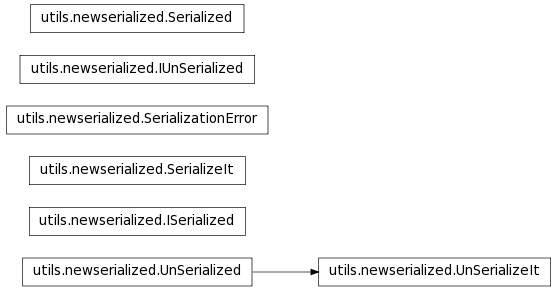 utils.newserialized.Serialized
utils.newserialized.IUnSerialized
utils.newserialized.SerializationError
utils.newserialized.SerializeIt
utils.newserialized.ISerialized
utils.newserialized.UnSerialized
utils.newserialized.UnSerializeIt